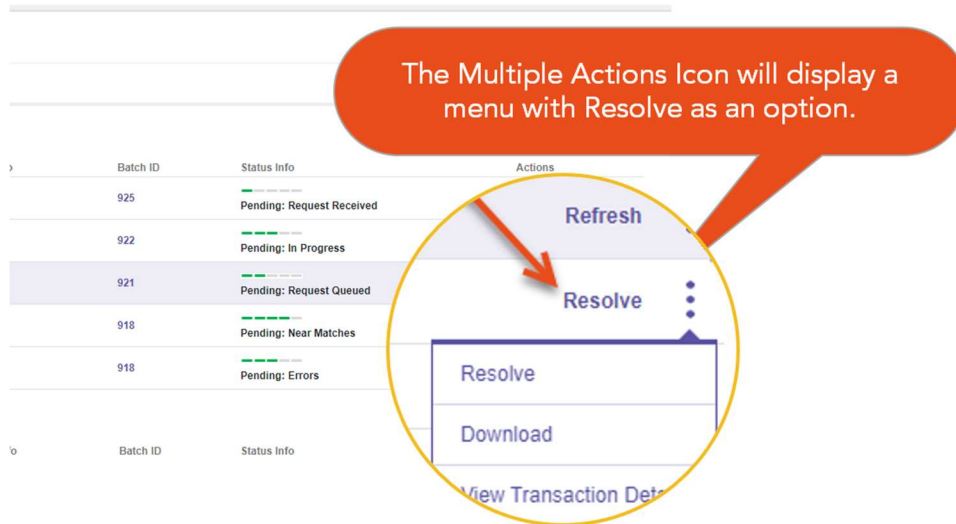 The Multiple Actions Icon will display a
menu with Resolve as an option.
Batch ID Status Info Actions
925
Pending: Request Received
922
Pending: In Progress
921
Pending: Request Queued
918
Pending: Near Matches
918
Pending: Errors
Refresh
Resolve
Resolve
Download
View Transaction
Batch ID Status Info